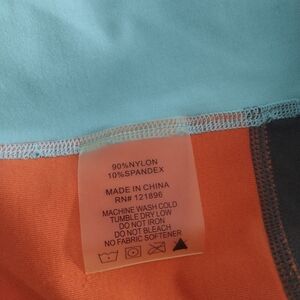 90%NYLON
10%SPANDEX
MADE IN CHINA
RN# 121896
MACHINE WASH COLD
TUMBLE DRY LOW
DO NOT IRON
DO NOT BLEACH
NO FABRIC SOFTENER